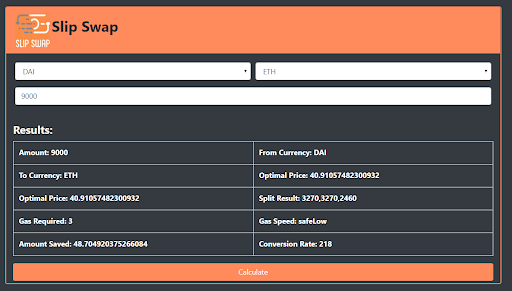 Slip Swap
SLIP SWAP
DAI ETH
9000
Results:
Amount: 9000 From Currency: DAI
To Currency: ETH Optimal Price: 40.91057482300932
Optimal Price: 40.91057482300932 Split Result: 3270,3270,2460
Gas Required: 3 Gas Speed: safeLow
Amount Saved: 48.704920375266084 Conversion Rate: 218
Calculate